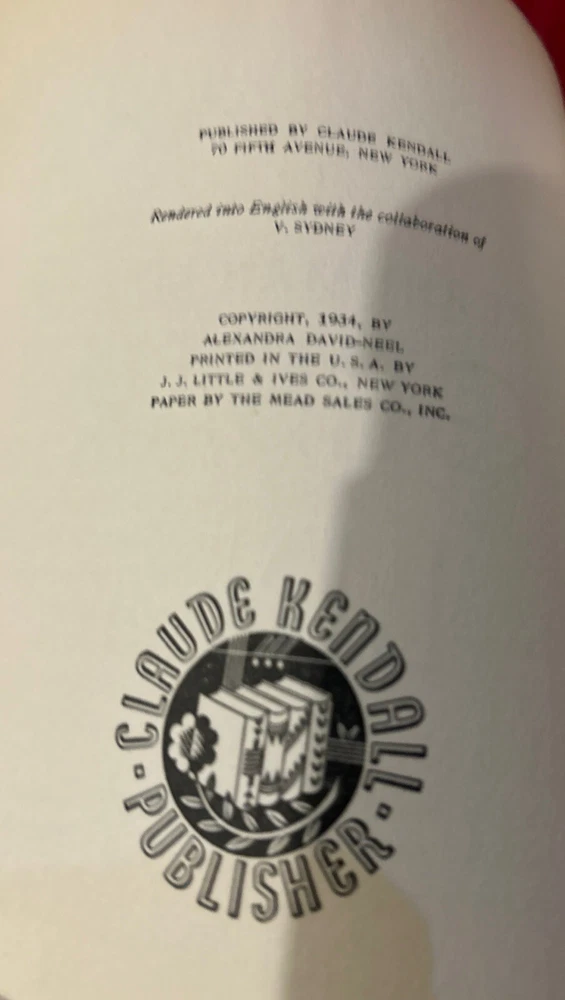 PUBLISHED BY CLAUDE KENDALL
70 FIFTH AVENUE, NEW YORK
Rendered into English with the collaboration of
V. SYDNEY
COPYRIGHT, 1934, BY
ALEXANDRA DAVID-NEEL
PRINTED IN THE U. S. A. BY
J. J. LITTLE & IVES CO., NEW YORK
PAPER BY THE MEAD SALES CO., INC.
CLAUDE KENDALL
· PUBLISHER ·